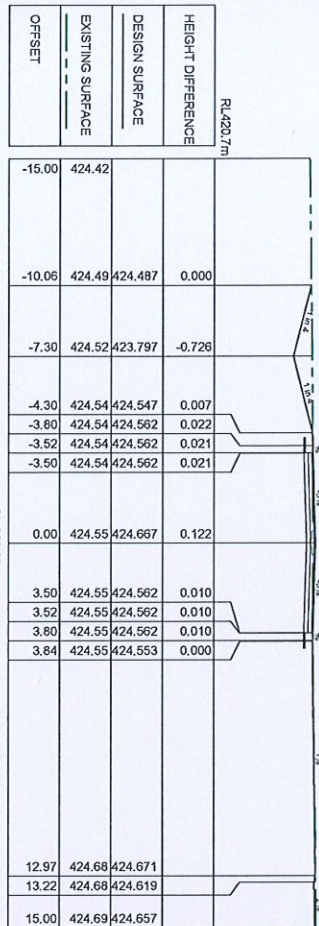 RL420.7m
HEIGHT DIFFERENCE
DESIGN SURFACE
EXISTING SURFACE
OFFSET
-15.00 424.42
-10.06 424.49 424.487 0.000
-7.30 424.52 423.797 -0.726
-4.30 424.54 424.547 0.007
-3.80 424.54 424.562 0.022
-3.52 424.54 424.562 0.021
-3.50 424.54 424.562 0.021
0.00 424.55 424.667 0.122
3.50 424.55 424.562 0.010
3.52 424.55 424.562 0.010
3.80 424.55 424.562 0.010
3.84 424.55 424.553 0.000
12.97 424.68 424.671
13.22 424.68 424.619
15.00 424.69 424.657